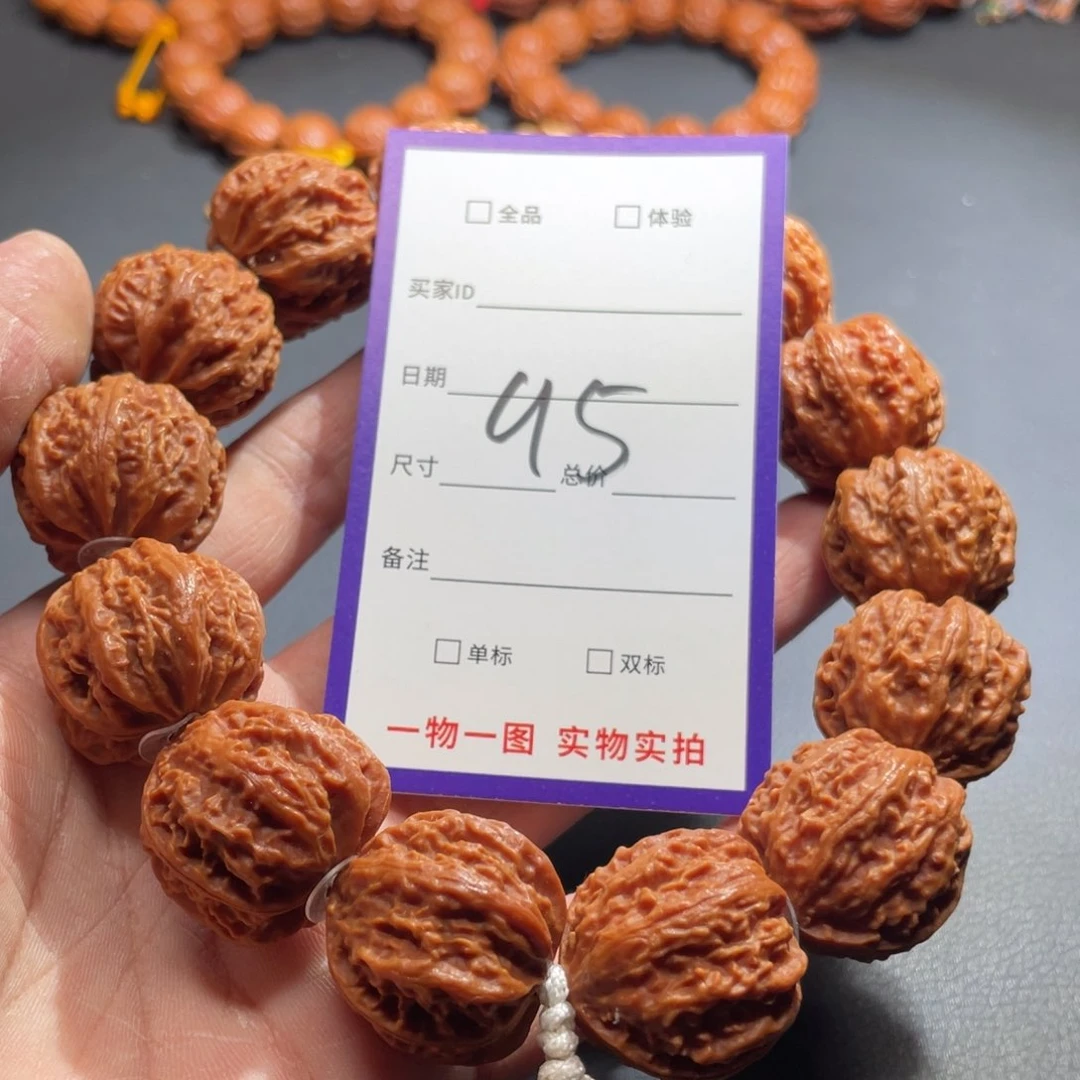 □全品 □体验
买家ID
日期
45
尺寸 总价
备注
□单标 □双标
一物一图 实物实拍